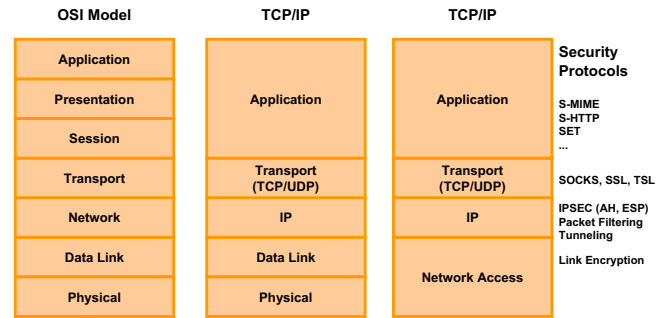 OSI Model
Application
Presentation
Session
Transport
Network
Data Link
Physical
TCP/IP
Application
Transport
(TCP/UDP)
IP
Data Link
Physical
TCP/IP
Application
Transport
(TCP/UDP)
IP
Network Access
Security
Protocols
S-MIME
S-HTTP
SET
...
SOCKS, SSL, TSL
IPSEC (AH, ESP)
Packet Filtering
Tunneling
Link Encryption